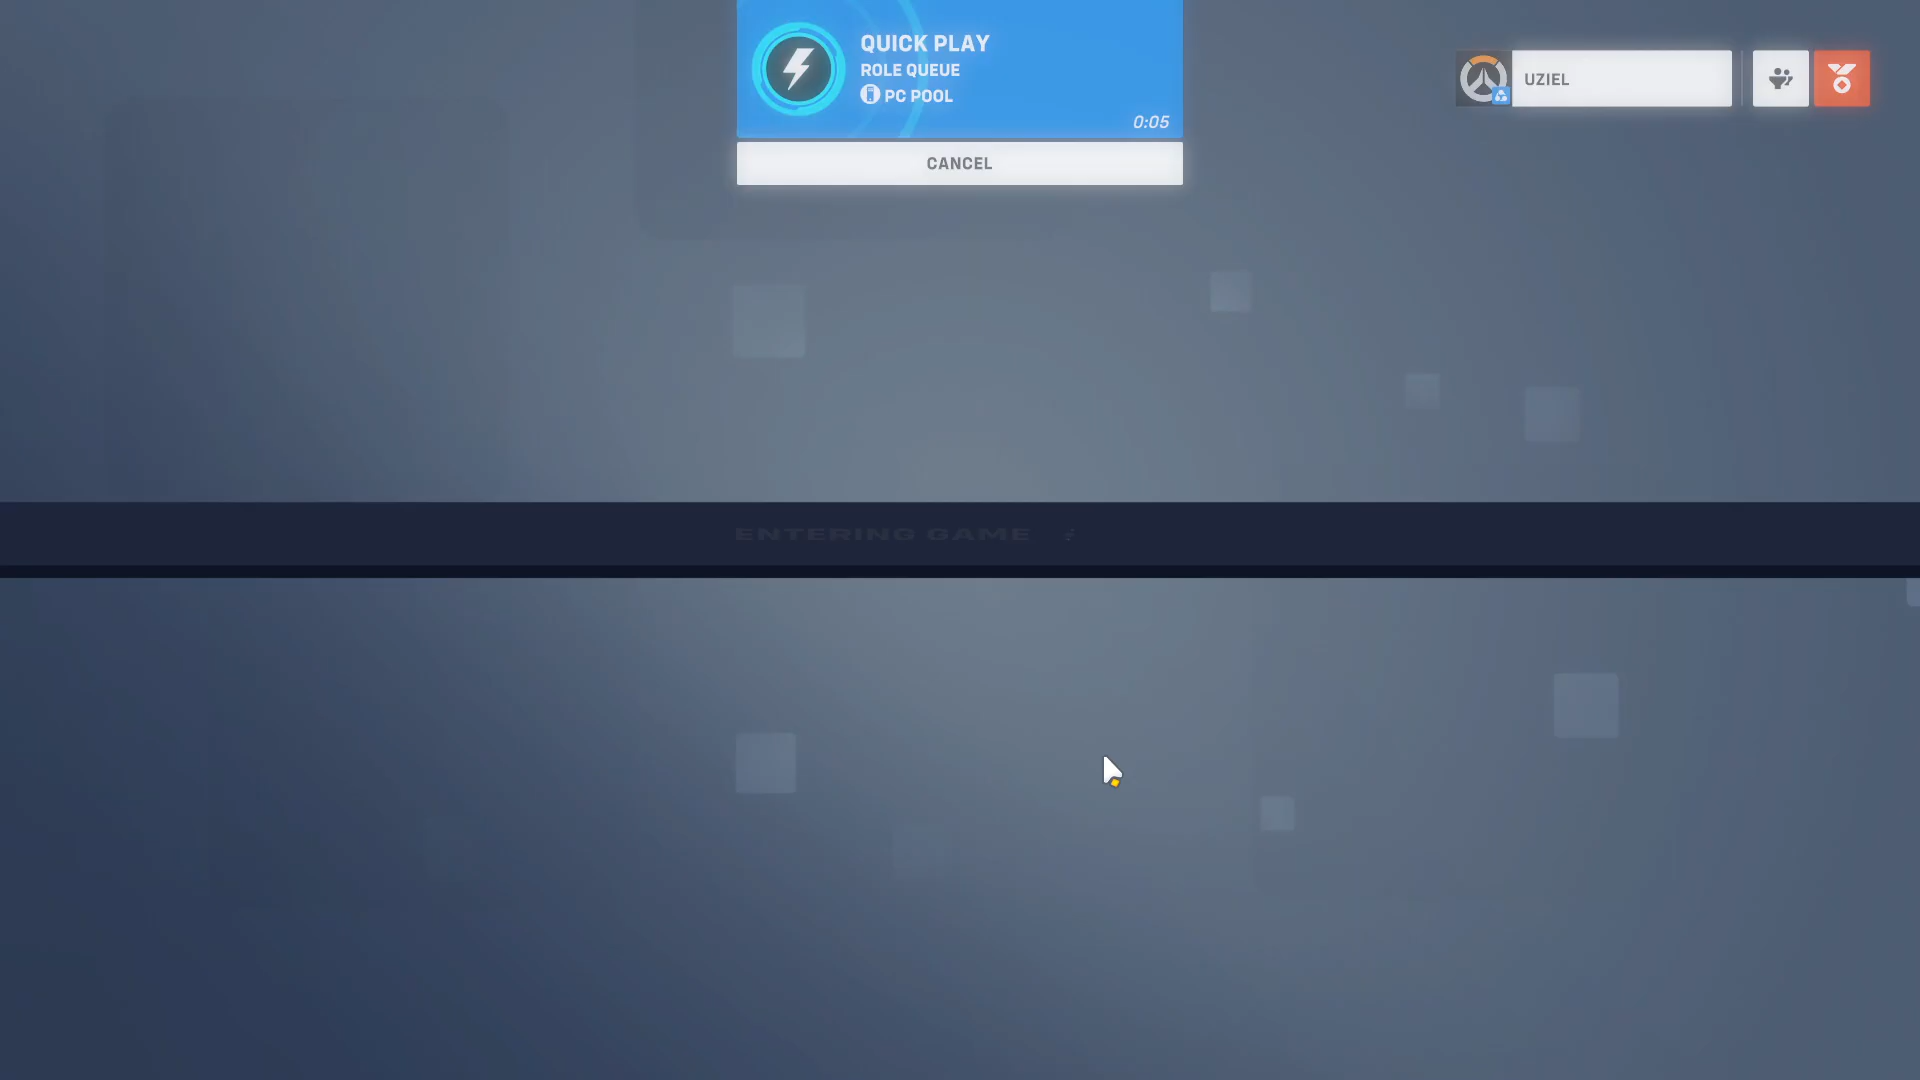 QUICK PLAY
ROLE QUEUE
PC POOL
0:05
CANCEL
UZIEL
ENTERING GAME